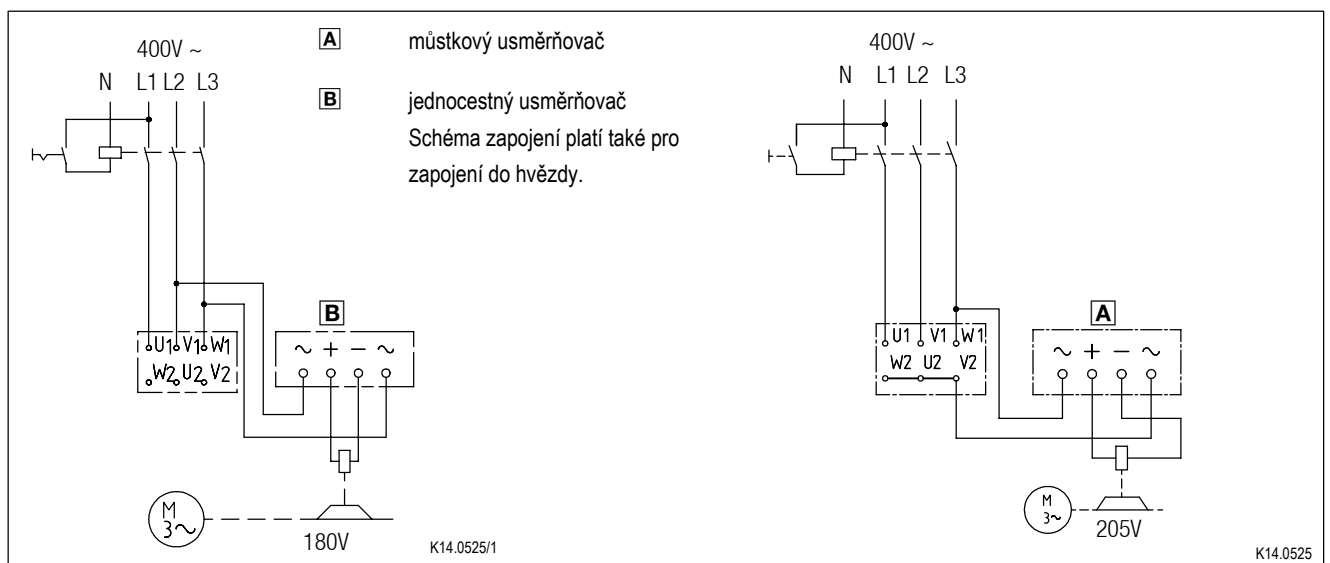 400V ~
N L1 L2 L3
A můstkový usměrňovač
B jednocestný usměrňovač
Schéma zapojení platí také pro
zapojení do hvězdy.
B
U1 V1 W1
W2 U2 V2
~ + − ~
M
3~
180V
K14.0525/1
400V ~
N L1 L2 L3
A
U1 V1 W1
W2 U2 V2
~ + − ~
M
3~
205V
K14.0525